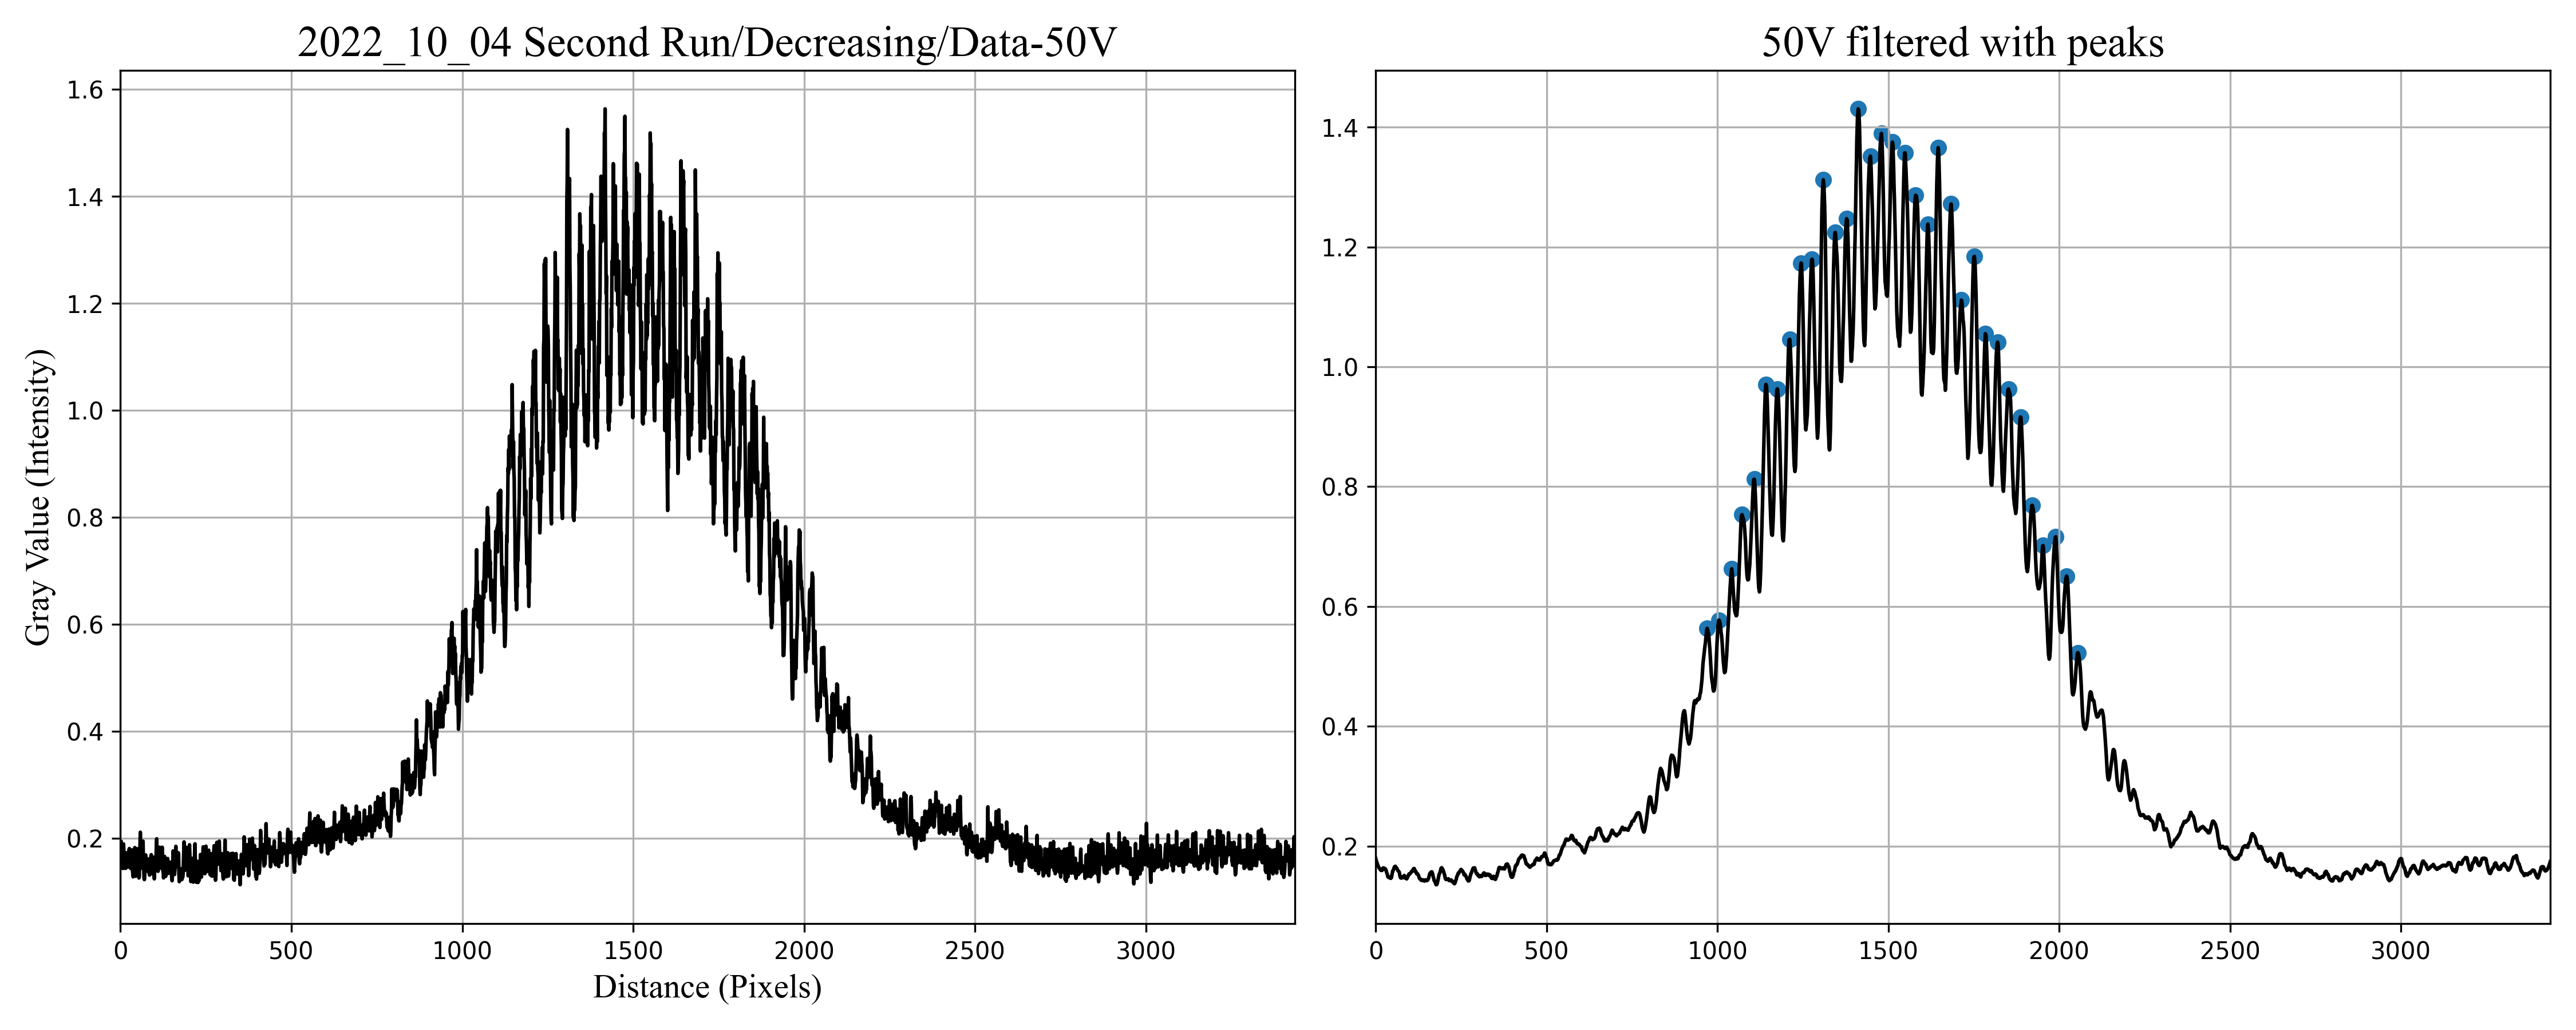 2022_10_04 Second Run/Decreasing/Data-50V
1.6
1.4
1.2
1.0
0.8
0.6
0.4
0.2
Gray Value (Intensity)
0 500 1000 1500 2000 2500 3000
Distance (Pixels)
50V filtered with peaks
1.4
1.2
1.0
0.8
0.6
0.4
0.2
0 500 1000 1500 2000 2500 3000